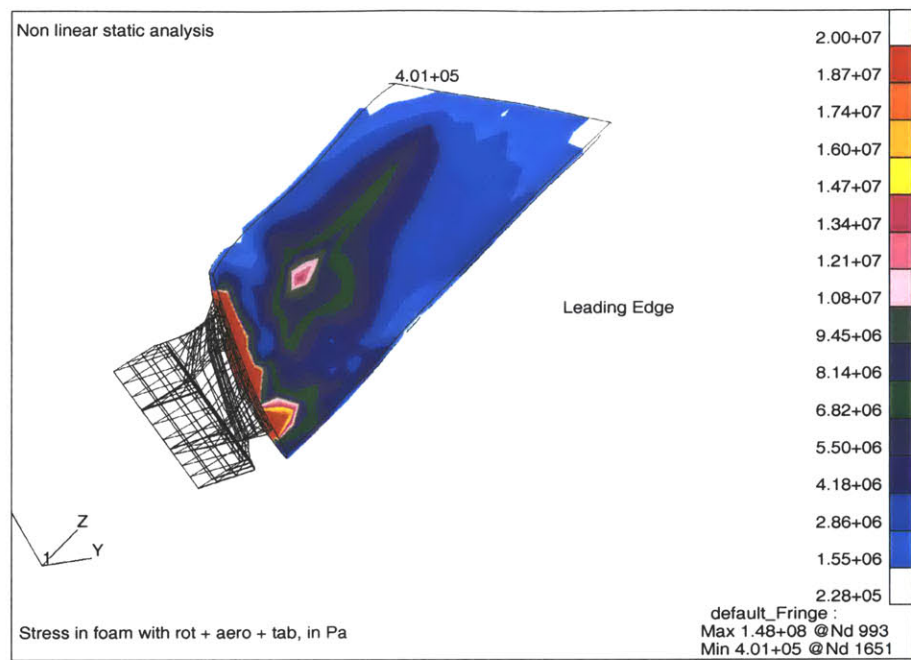 Non linear static analysis
4.01+05
2.00+07
1.87+07
1.74+07
1.60+07
1.47+07
1.34+07
1.21+07
1.08+07
9.45+06
8.14+06
6.82+06
5.50+06
4.18+06
2.86+06
1.55+06
2.28+05
Leading Edge
Z
Y
1
Stress in foam with rot + aero + tab, in Pa
default_Fringe :
Max 1.48+08 @Nd 993
Min 4.01+05 @Nd 1651